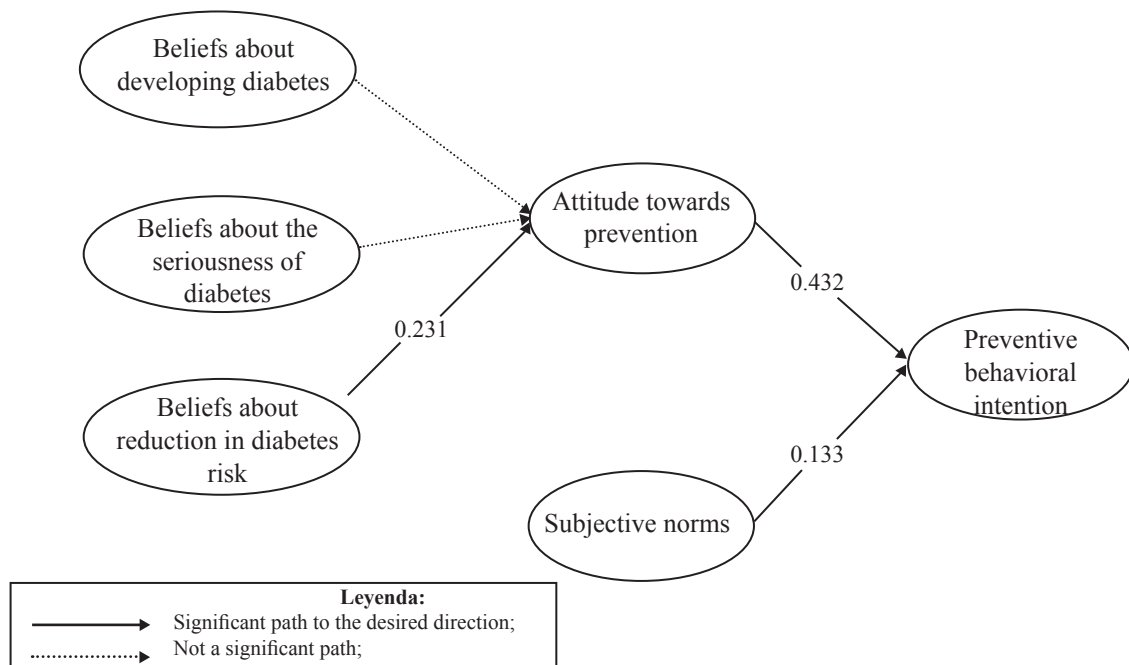 Beliefs about
developing diabetes
Beliefs about the
seriousness of
diabetes
Beliefs about
reduction in diabetes
risk
0.231
Attitude towards
prevention
0.432
Preventive
behavioral
intention
0.133
Subjective norms
Leyenda:
Significant path to the desired direction;
Not a significant path;